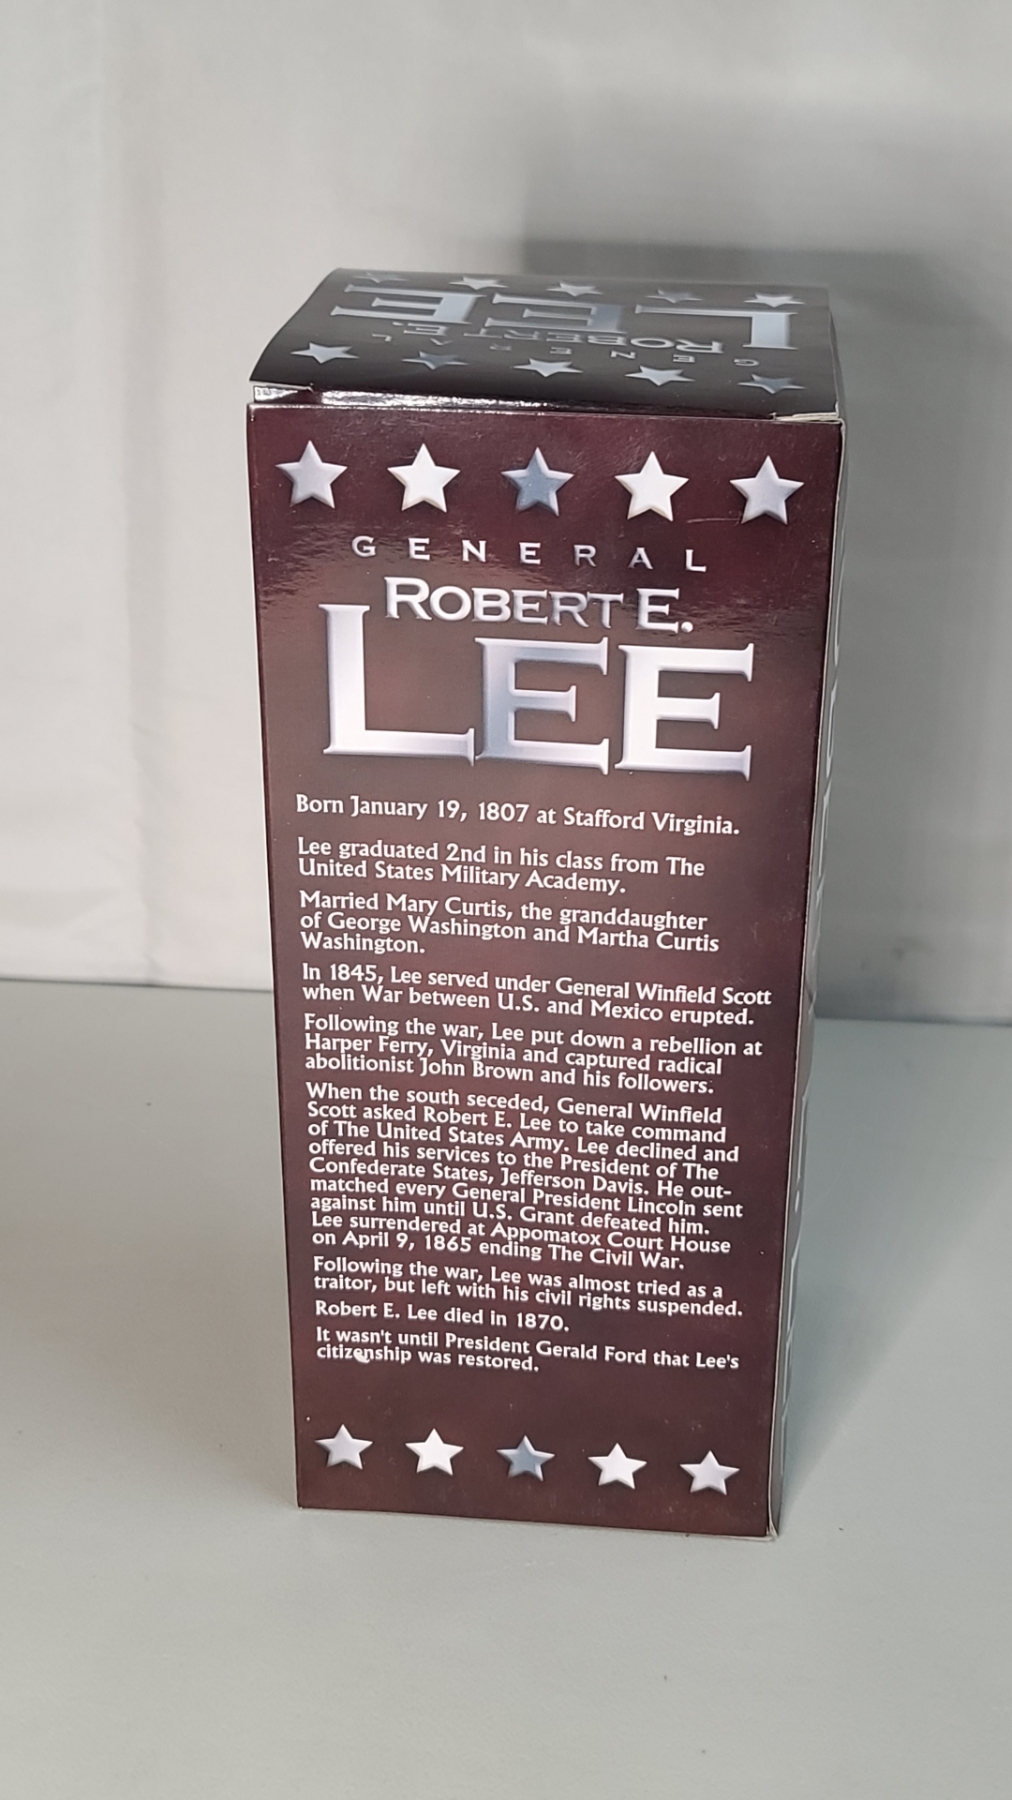 GENERAL
ROBERT E.
LEE
GENERAL
ROBERT E.
LEE
Born January 19, 1807 at Stafford Virginia.
Lee graduated 2nd in his class from The
United States Military Academy.
Married Mary Curtis, the granddaughter
of George Washington and Martha Curtis
Washington.
In 1845, Lee served under General Winfield Scott
when War between U.S. and Mexico erupted.
Following the war, Lee put down a rebellion at
Harper Ferry, Virginia and captured radical
abolitionist John Brown and his followers.
When the south seceded, General Winfield
Scott asked Robert E. Lee to take command
of The United States Army. Lee declined and
offered his services to the President of The
Confederate States, Jefferson Davis. He out-
matched every General President Lincoln sent
against him until U.S. Grant defeated him.
Lee surrendered at Appomatox Court House
on April 9, 1865 ending The Civil War.
Following the war, Lee was almost tried as a
traitor, but left with his civil rights suspended.
Robert E. Lee died in 1870.
It wasn't until President Gerald Ford that Lee's
citizenship was restored.